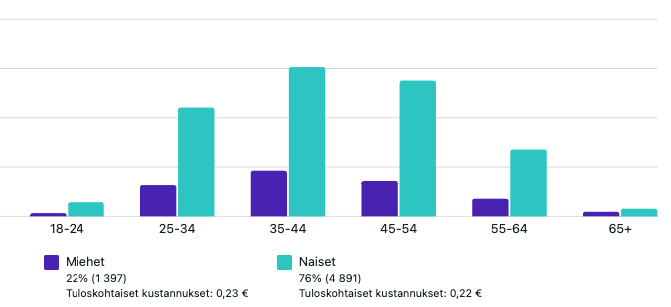 18-24 25-34 35-44 45-54 55-64 65+
Miehet Naiset
22% (1 397) 76% (4 891)
Tuloskohtaiset kustannukset: 0,23 € Tuloskohtaiset kustannukset: 0,22 €